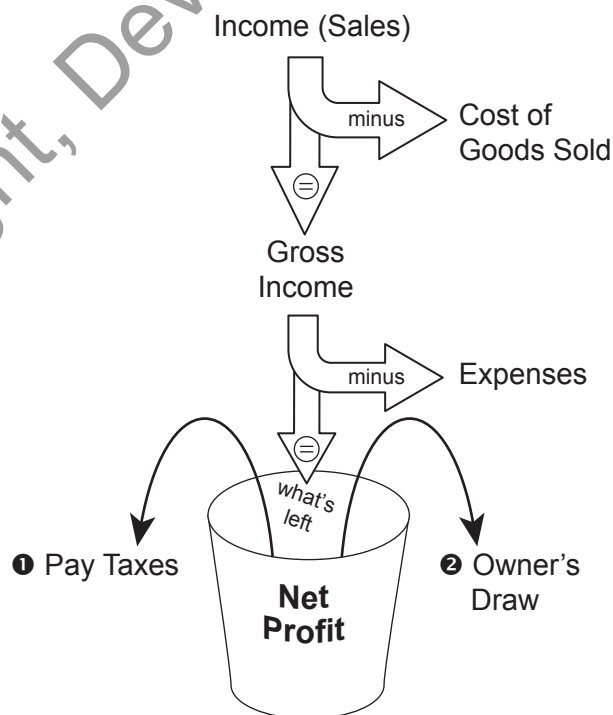 Income (Sales)
minus
Cost of
Goods Sold
=
Gross
Income
minus
Expenses
=
what's
left
❶ Pay Taxes
❷ Owner's
Draw
Net
Profit